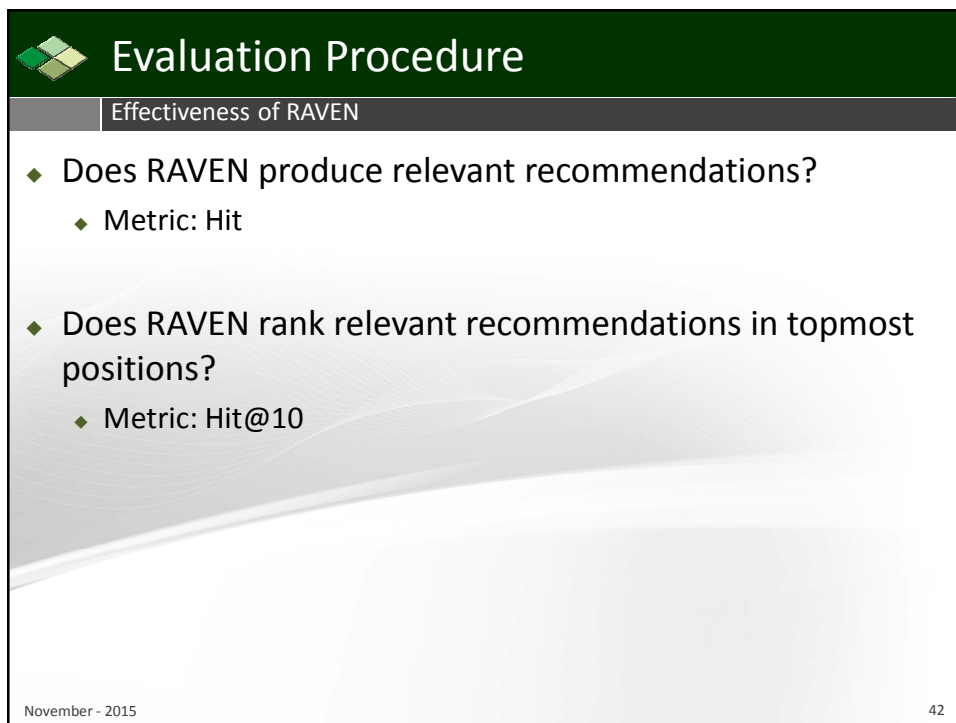 Evaluation Procedure
Effectiveness of RAVEN
Does RAVEN produce relevant recommendations?
Metric: Hit
Does RAVEN rank relevant recommendations in topmost
positions?
Metric: Hit@10
November - 2015
42